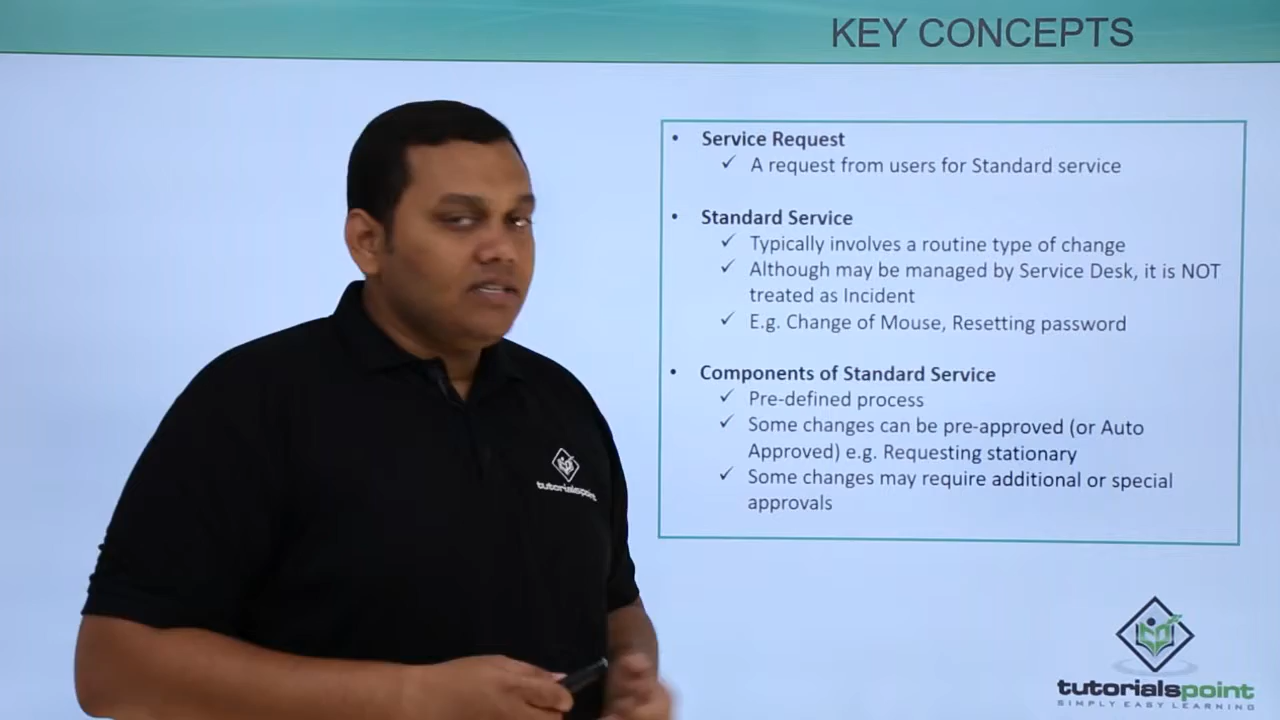 KEY CONCEPTS
• Service Request
✓ A request from users for Standard service
• Standard Service
✓ Typically involves a routine type of change
✓ Although may be managed by Service Desk, it is NOT
treated as Incident
✓ E.g. Change of Mouse, Resetting password
• Components of Standard Service
✓ Pre-defined process
✓ Some changes can be pre-approved (or Auto
Approved) e.g. Requesting stationary
✓ Some changes may require additional or special
approvals
tutorialspoint
tutorialspoint
SIMPLY EASY LEARNING